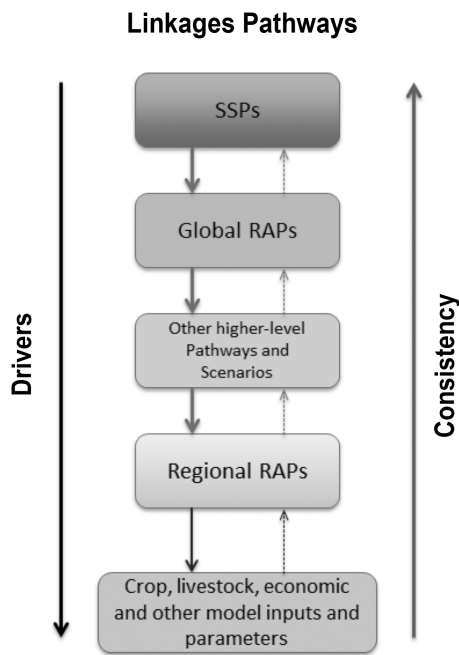 Linkages Pathways
SSPs
Global RAPs
Other higher-level
Pathways and
Scenarios
Regional RAPs
Crop, livestock, economic
and other model inputs and
parameters
Drivers
Consistency